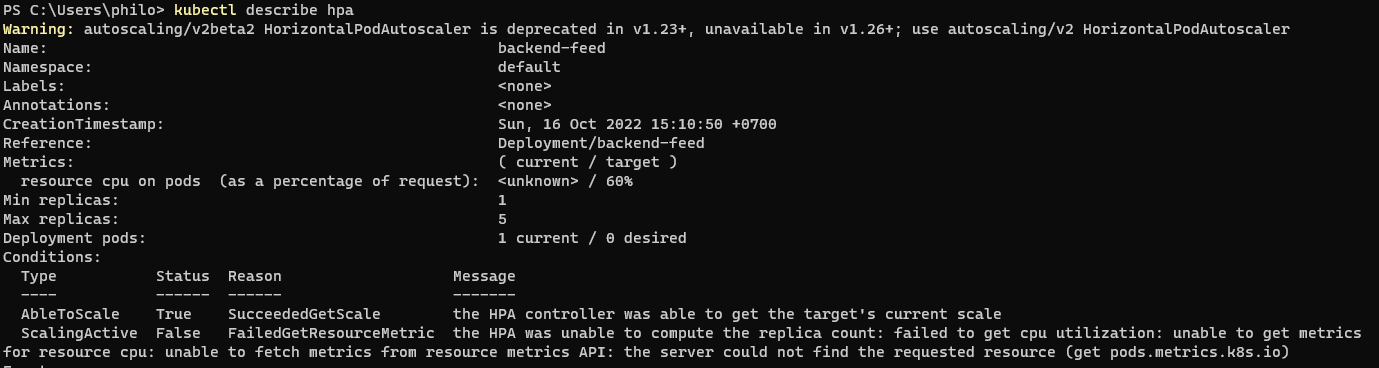 PS C:\Users\philo> kubectl describe hpa
Warning: autoscaling/v2beta2 HorizontalPodAutoscaler is deprecated in v1.23+, unavailable in v1.26+; use autoscaling/v2 HorizontalPodAutoscaler
Name: backend-feed
Namespace: default
Labels: <none>
Annotations: <none>
CreationTimestamp: Sun, 16 Oct 2022 15:10:50 +0700
Reference: Deployment/backend-feed
Metrics: ( current / target )
resource cpu on pods (as a percentage of request): <unknown> / 60%
Min replicas: 1
Max replicas: 5
Deployment pods: 1 current / 0 desired
Conditions:
Type Status Reason Message
---- ------ ------ -------
AbleToScale True SucceededGetScale the HPA controller was able to get the target's current scale
ScalingActive False FailedGetResourceMetric the HPA was unable to compute the replica count: failed to get cpu utilization: unable to get metrics
for resource cpu: unable to fetch metrics from resource metrics API: the server could not find the requested resource (get pods.metrics.k8s.io)